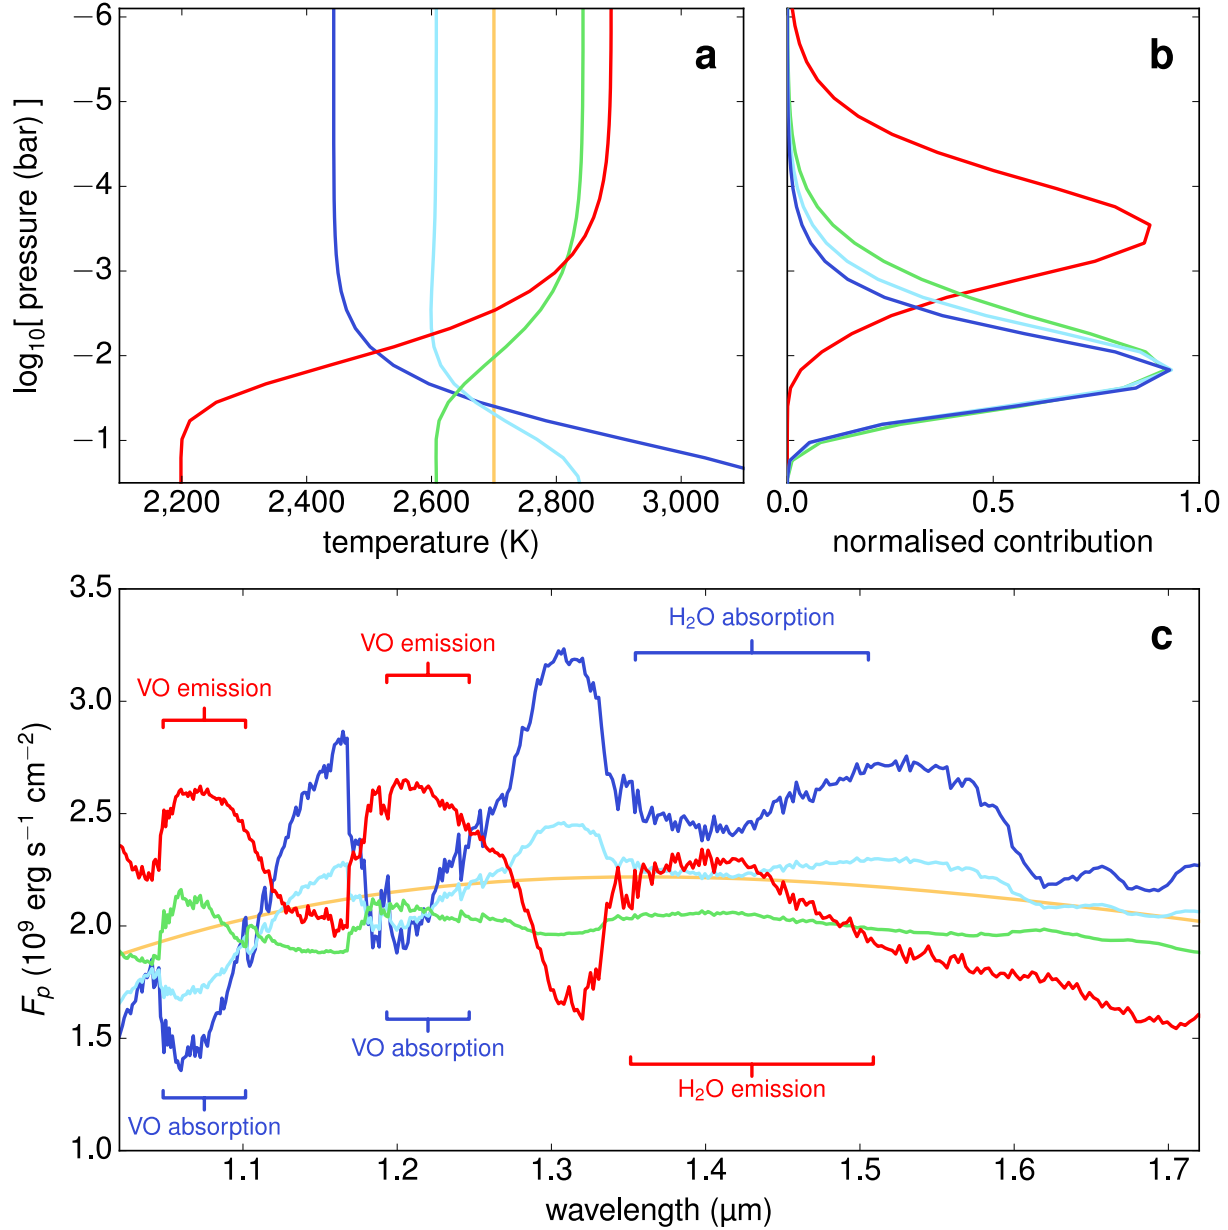 a
b
log10[ pressure (bar) ]
−6
−5
−4
−3
−2
−1
2,200
2,400
2,600
2,800
3,000
temperature (K)
0.0
0.5
1.0
normalised contribution
c
Fp (10⁹ erg s⁻¹ cm⁻²)
3.5
3.0
2.5
2.0
1.5
1.0
H₂O absorption
VO emission
VO emission
VO absorption
H₂O emission
VO absorption
1.1
1.2
1.3
1.4
1.5
1.6
1.7
wavelength (µm)